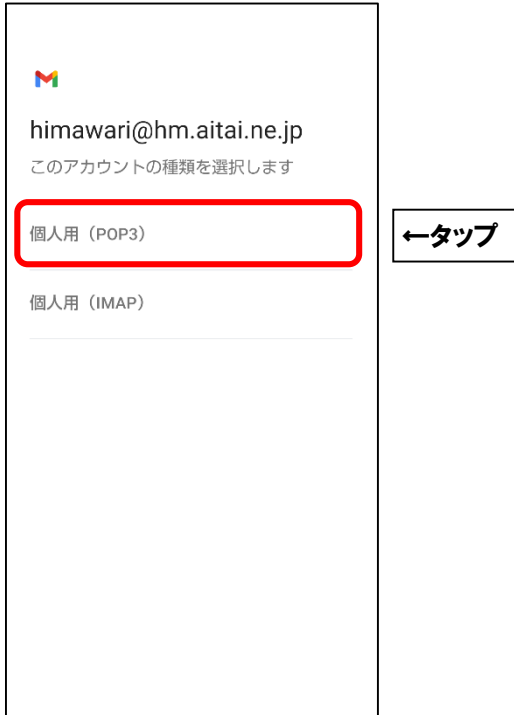 himawari@hm.aitai.ne.jp
このアカウントの種類を選択します
個人用（POP3）
←タップ
個人用（IMAP）